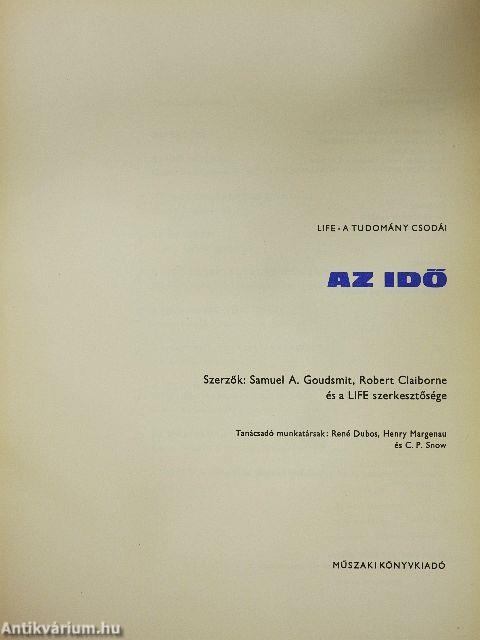 LIFE • A TUDOMÁNY CSODÁI
AZ IDŐ
Szerzők: Samuel A. Goudsmit, Robert Claiborne
és a LIFE szerkesztősége
Tanácsadó munkatársak: René Dubos, Henry Margenau
és C. P. Snow
MŰSZAKI KÖNYVKIADÓ
Antikvárium.hu